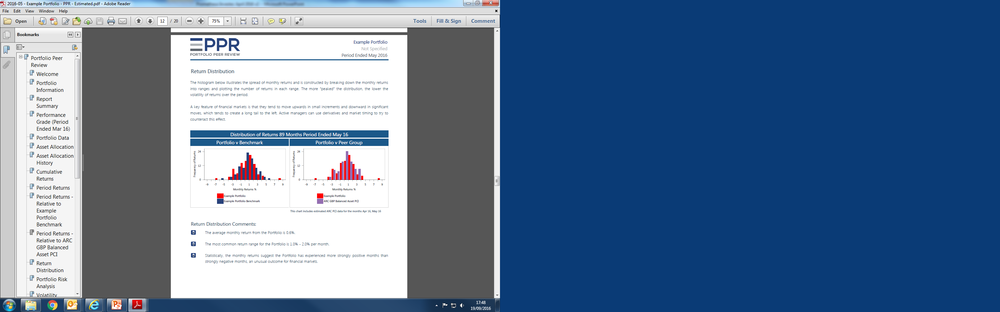 2016-05 - Example Portfolio - PPR - Estimated.pdf - Adobe Reader
File Edit View Window Help
Open 12 / 20 75% Tools Fill & Sign Comment
Bookmarks
Portfolio Peer
Review
Welcome
Portfolio
Information
Report
Summary
Performance
Grade (Period
Ended Mar 16)
Portfolio Data
Asset Allocation
Asset Allocation
History
Cumulative
Returns
Period Returns
Period Returns -
Relative to
Example
Portfolio
Benchmark
Period Returns -
Relative to ARC
GBP Balanced
Asset PCI
Return
Distribution
Portfolio Risk
Analysis
Volatility
PPR
PORTFOLIO PEER REVIEW
Example Portfolio
Not Specified
Period Ended May 2016
Return Distribution
The histogram below illustrates the spread of monthly returns and is constructed by breaking down the monthly returns
into ranges and plotting the number of returns in each range. The more "peaked" the distribution, the lower the
volatility of returns over the period.
A key feature of financial markets is that they tend to move upwards in small increments and downward in significant
moves, which tends to create a long tail to the left. Active managers can use derivatives and market timing to try to
counteract this effect.
Distribution of Returns 89 Months Period Ended May 16
Portfolio v Benchmark
Frequency of Returns
24
12
0
-9 -7 -5 -3 -1 1 3 5 7 9
Monthly Returns %
Example Portfolio
Example Portfolio Benchmark
Portfolio v Peer Group
Frequency of Returns
24
12
0
-9 -7 -5 -3 -1 1 3 5 7 9
Monthly Returns %
Example Portfolio
ARC GBP Balanced Asset PCI
This chart includes estimated ARC PCI data for the months Apr 16, May 16
Return Distribution Comments:
The average monthly return from the Portfolio is 0.6%.
The most common return range for the Portfolio is 1.0% - 2.0% per month.
Statistically, the monthly returns suggest the Portfolio has experienced more strongly positive months than
strongly negative months, an unusual outcome for financial markets.
17:48
19/09/2016